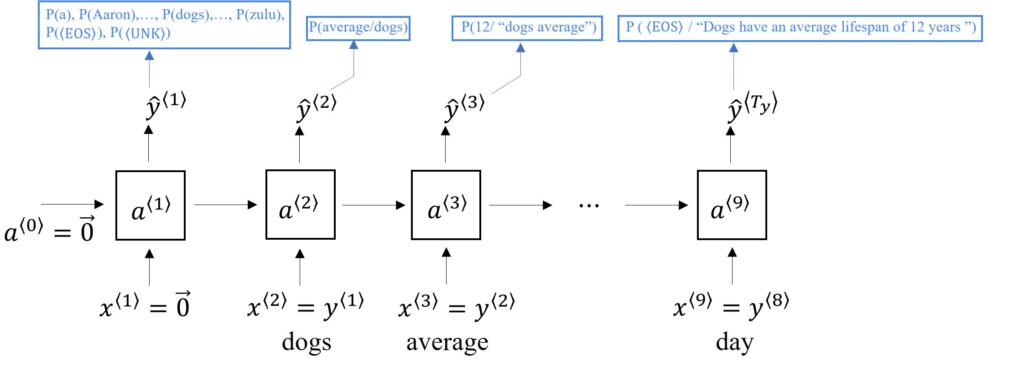 P(a), P(Aaron),…, P(dogs),…, P(zulu),
P(⟨EOS⟩), P(⟨UNK⟩)
P(average/dogs)
P(12/ “dogs average”)
P ( ⟨EOS⟩ / “Dogs have an average lifespan of 12 years ”)
ŷ⟨1⟩
ŷ⟨2⟩
ŷ⟨3⟩
ŷ⟨Ty⟩
a⟨1⟩
a⟨2⟩
a⟨3⟩
...
a⟨9⟩
a⟨0⟩ = 0⃗
x⟨1⟩ = 0⃗
x⟨2⟩ = y⟨1⟩
x⟨3⟩ = y⟨2⟩
x⟨9⟩ = y⟨8⟩
dogs
average
day